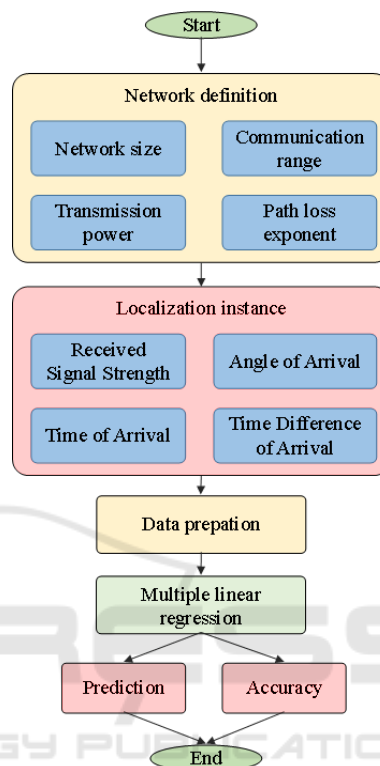 Start
Network definition
Network size
Communication
range
Transmission
power
Path loss
exponent
Localization instance
Received
Signal Strength
Angle of Arrival
Time of Arrival
Time Difference
of Arrival
Data prepation
Multiple linear
regression
Prediction
Accuracy
End